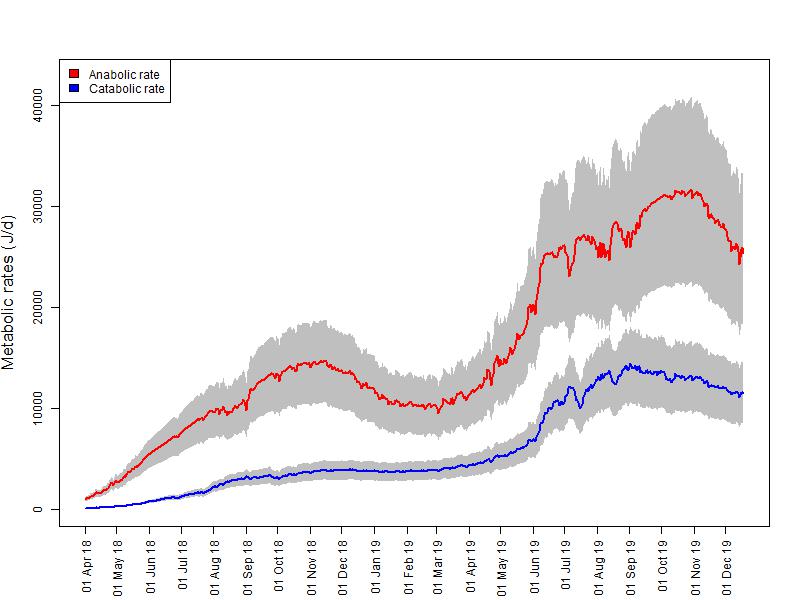 Anabolic rate
Catabolic rate
Metabolic rates (J/d)
40000
30000
20000
10000
0
01 Apr 18
01 May 18
01 Jun 18
01 Jul 18
01 Aug 18
01 Sep 18
01 Oct 18
01 Nov 18
01 Dec 18
01 Jan 19
01 Feb 19
01 Mar 19
01 Apr 19
01 May 19
01 Jun 19
01 Jul 19
01 Aug 19
01 Sep 19
01 Oct 19
01 Nov 19
01 Dec 19